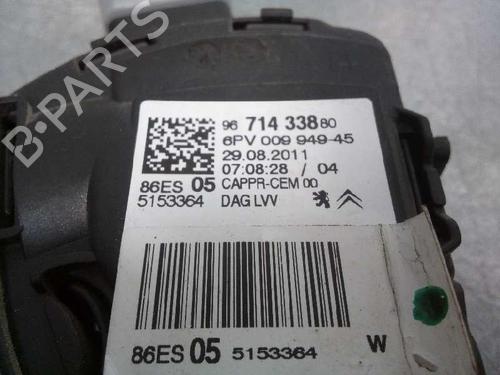 96 714 338 80
6PV 009 949-45
29.08.2011
07:08:28 / 04
86ES 05 CAPPR-CEM 00
5153364 DAG LVV
86ES 05 5153364 W
B-PARTS